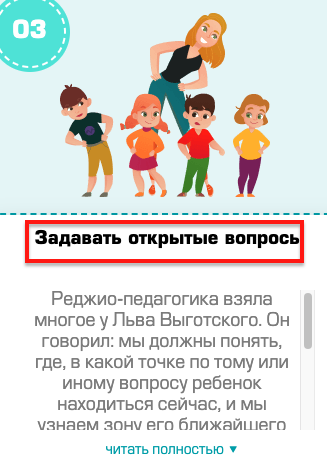 03
Задавать открытые вопросы
Реджио-педагогика взяла
многое у Льва Выготского. Он
говорил: мы должны понять,
где, в какой точке по тому или
иному вопросу ребенок
находиться сейчас, и мы
узнаем зону его ближайшего
читать полностью ▼